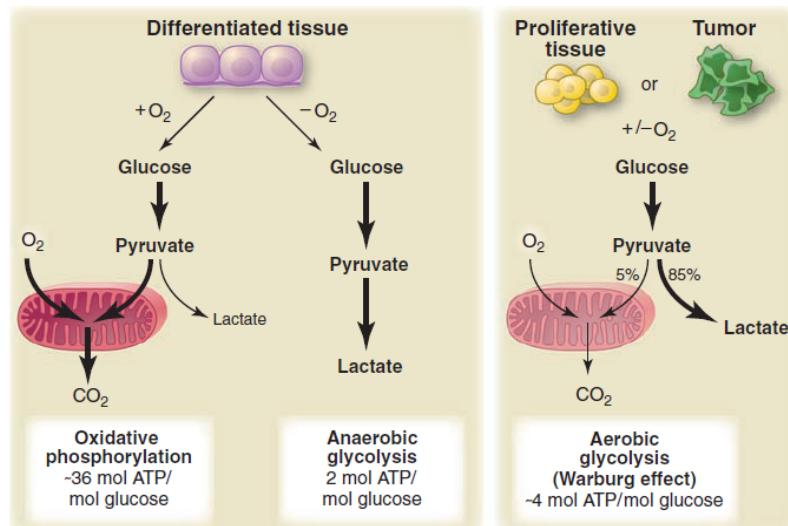 Differentiated tissue
+O₂
−O₂
Glucose
Glucose
O₂
Pyruvate
Pyruvate
Lactate
Lactate
CO₂
Oxidative
phosphorylation
~36 mol ATP/
mol glucose
Anaerobic
glycolysis
2 mol ATP/
mol glucose
Proliferative
tissue
or
Tumor
+/−O₂
Glucose
O₂
Pyruvate
5%
85%
Lactate
CO₂
Aerobic
glycolysis
(Warburg effect)
~4 mol ATP/mol glucose